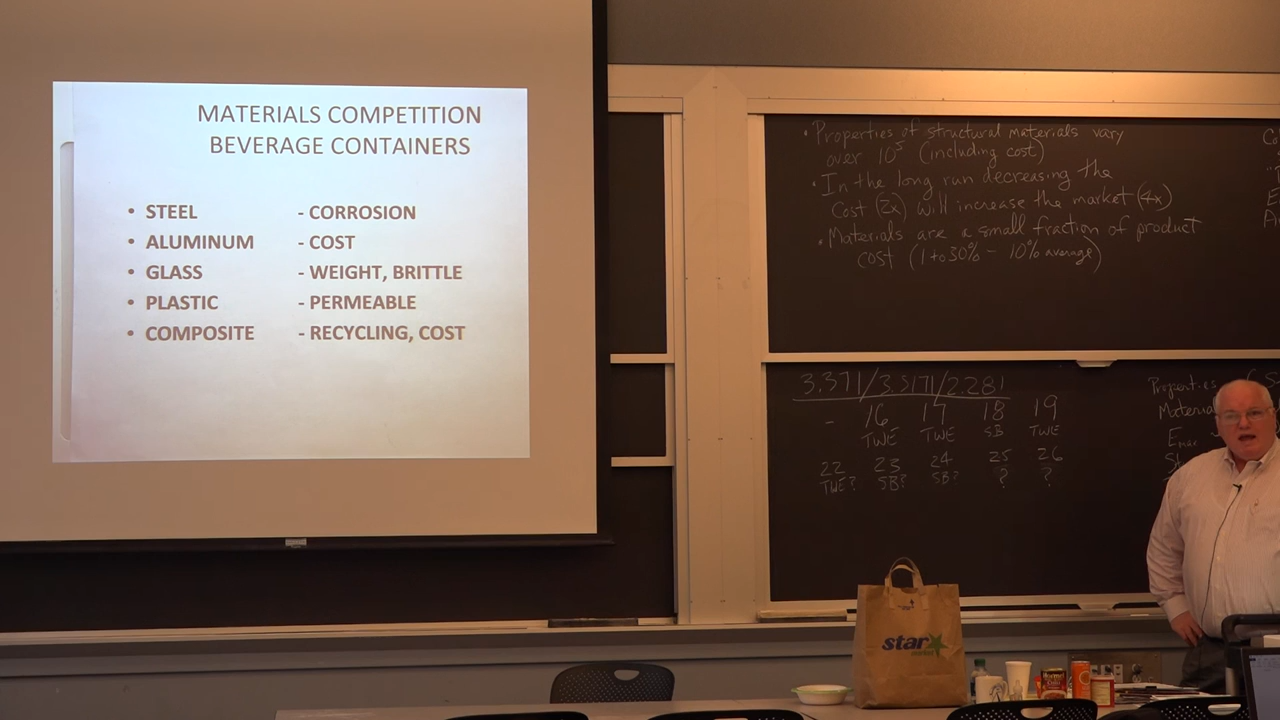 MATERIALS COMPETITION
BEVERAGE CONTAINERS
• STEEL - CORROSION
• ALUMINUM - COST
• GLASS - WEIGHT, BRITTLE
• PLASTIC - PERMEABLE
• COMPOSITE - RECYCLING, COST
• Properties of structural materials vary
over 10⁵ (including cost)
• In the long run decreasing the
cost (2x) will increase the market (4x)
• Materials are a small fraction of product
cost (1 to 30% - 10% average)
3.371/3.5171/2.281
- 16 17 18 19
TWE TWE SB TWE
22 23 24 25 26
TWE? SB? SB? ? ?
Properties
star
market